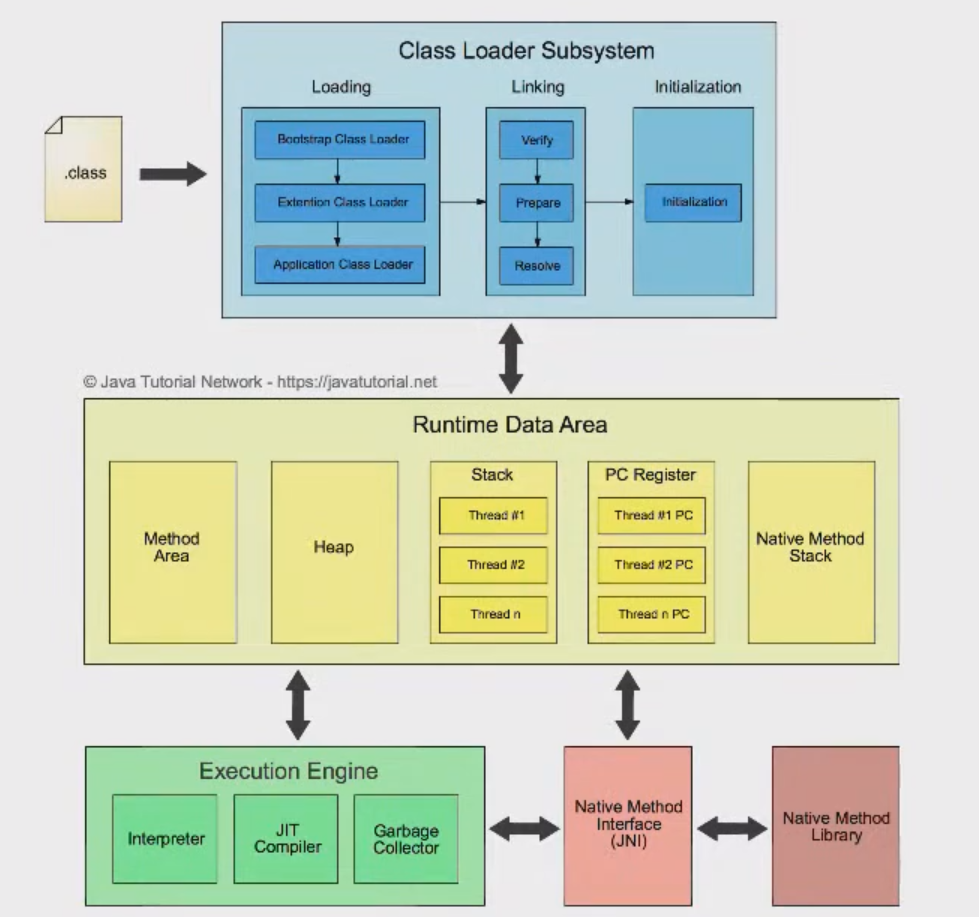 Class Loader Subsystem
Loading
Linking
Initialization
.class
Bootstrap Class Loader
Extention Class Loader
Application Class Loader
Verify
Prepare
Resolve
Initialization
© Java Tutorial Network - https://javatutorial.net
Runtime Data Area
Method
Area
Heap
Stack
Thread #1
Thread #2
Thread n
PC Register
Thread #1 PC
Thread #2 PC
Thread n PC
Native Method
Stack
Execution Engine
Interpreter
JIT
Compiler
Garbage
Collector
Native Method
Interface
(JNI)
Native Method
Library